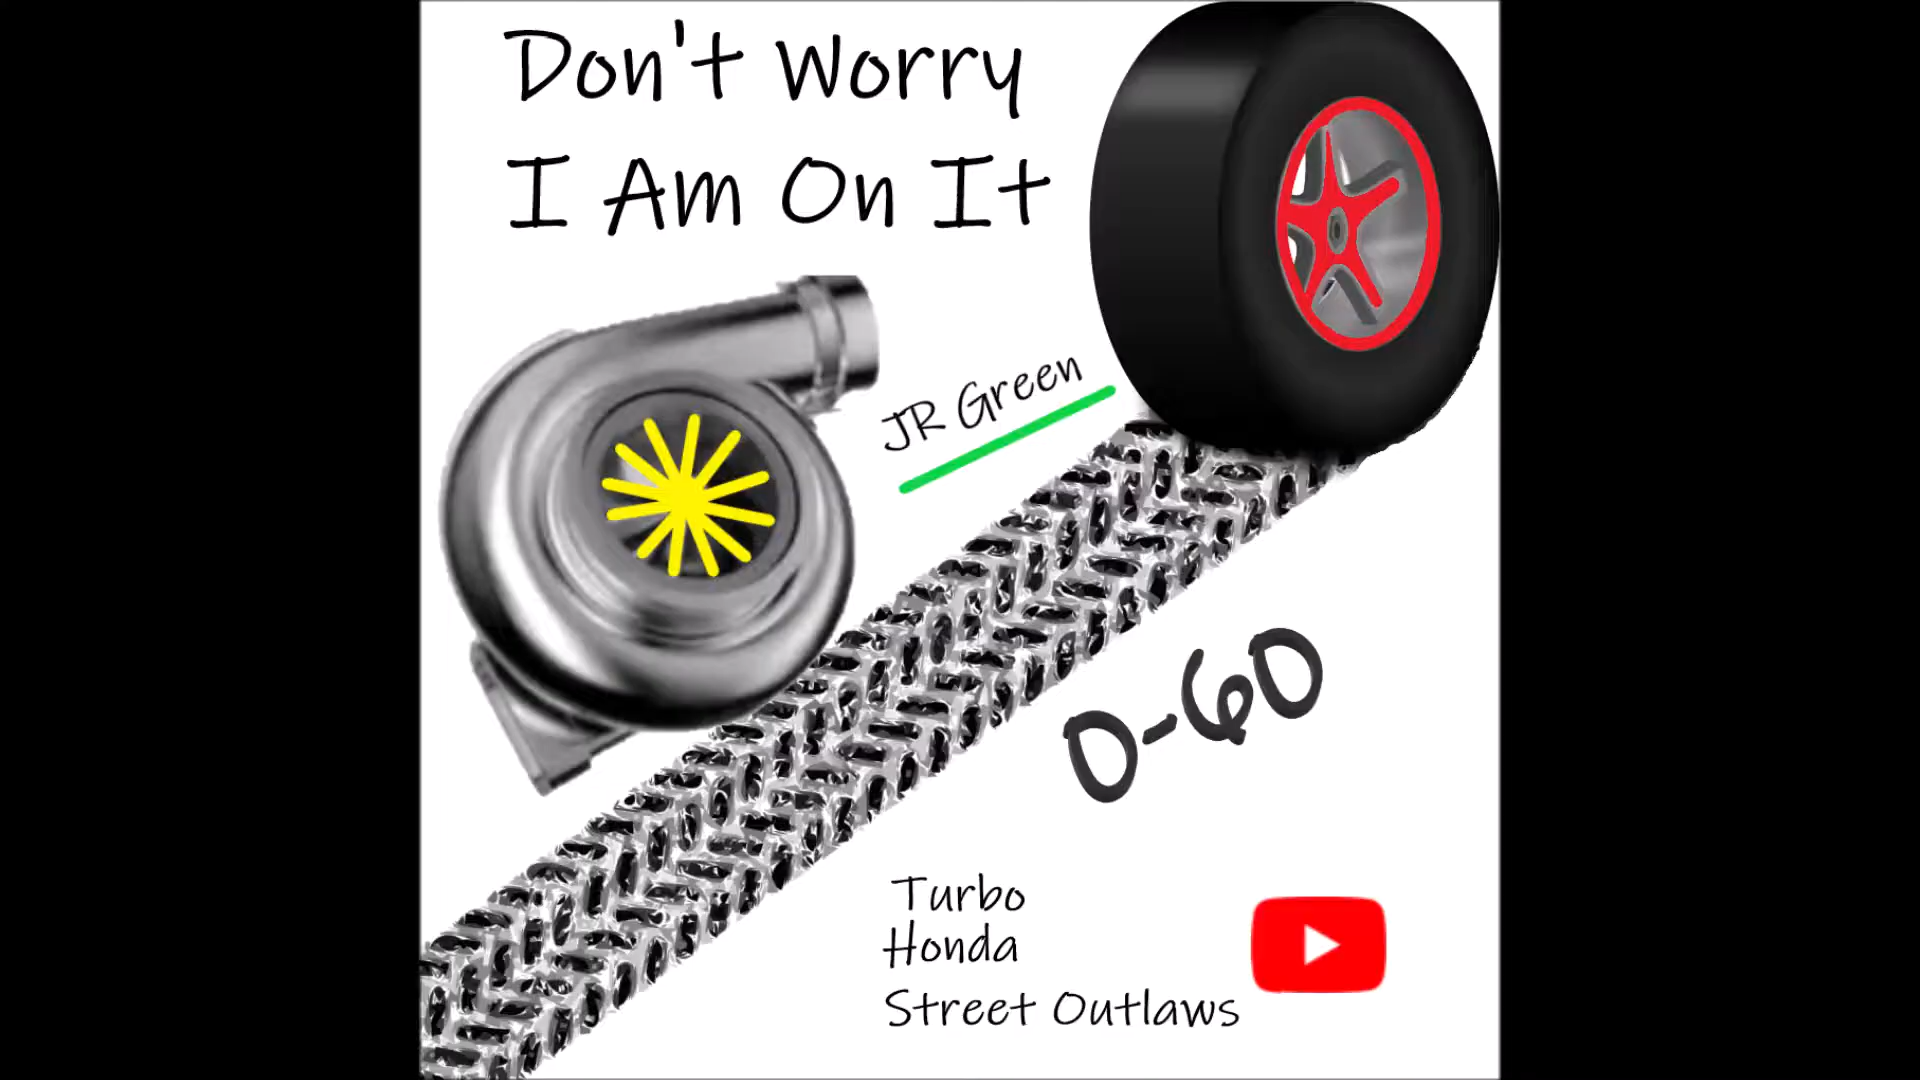 Don't Worry
I Am On It
JR Green
0-60
Turbo
Honda
Street Outlaws